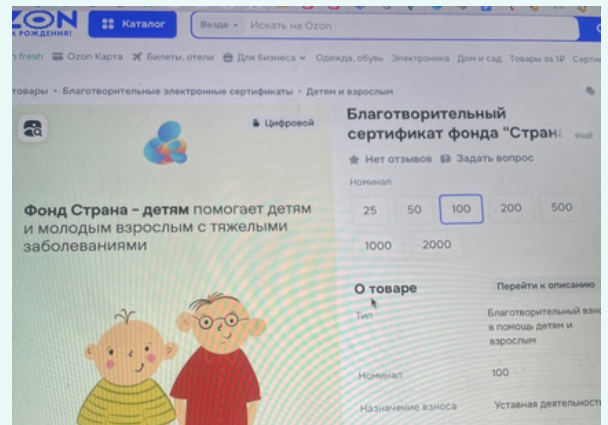 OZON
РОЖДЕНИЯ!
Каталог
Везде
Искать на Ozon
fresh
Ozon Карта
Билеты, отели
Для бизнеса
Одежда, обувь
Электроника
Дом и сад
Товары за 1₽
товары • Благотворительные электронные сертификаты • Детям и взрослым
Цифровой
Фонд Страна – детям помогает детям
и молодым взрослым с тяжелыми
заболеваниями
Благотворительный
сертификат фонда "Страна
ещё
Нет отзывов
Задать вопрос
Номинал:
25 50 100 200 500
1000 2000
О товаре
Перейти к описанию
Тип
Благотворительный
в помощь детям и
взрослым
Номинал
100
Назначение взноса
Уставная